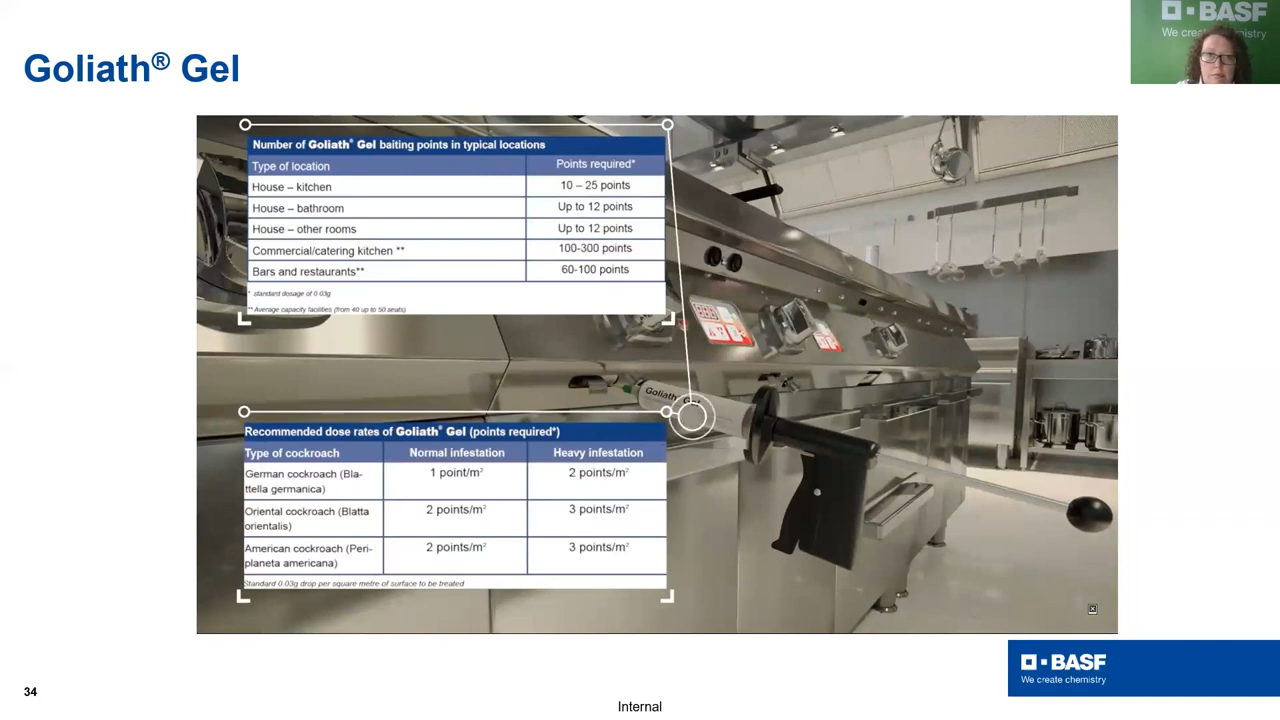 Goliath® Gel
BASF
We create chemistry
Number of Goliath® Gel baiting points in typical locations
Type of location Points required*
House – kitchen 10 – 25 points
House – bathroom Up to 12 points
House – other rooms Up to 12 points
Commercial/catering kitchen ** 100-300 points
Bars and restaurants** 60-100 points
* standard dosage of 0.03g
** Average capacity facilities (from 40 up to 50 seats)
Goliath® Gel
Recommended dose rates of Goliath® Gel (points required*)
Type of cockroach Normal infestation Heavy infestation
German cockroach (Bla-
ttella germanica) 1 point/m² 2 points/m²
Oriental cockroach (Blatta
orientalis) 2 points/m² 3 points/m²
American cockroach (Peri-
planeta americana) 2 points/m² 3 points/m²
Standard 0.03g drop per square metre of surface to be treated
BASF
We create chemistry
34
Internal